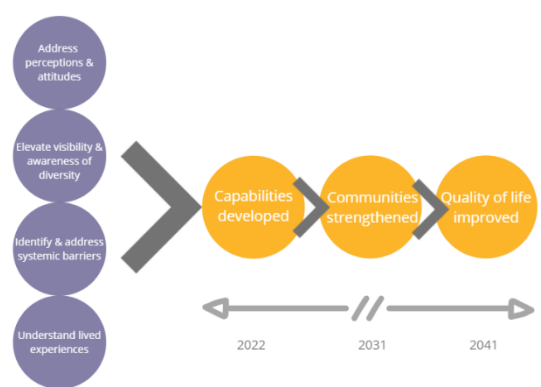 Address
perceptions &
attitudes
Elevate visibility &
awareness of
diversity
Identify & address
systemic barriers
Understand lived
experiences
Capabilities
developed
Communities
strengthened
Quality of life
improved
2022
2031
2041